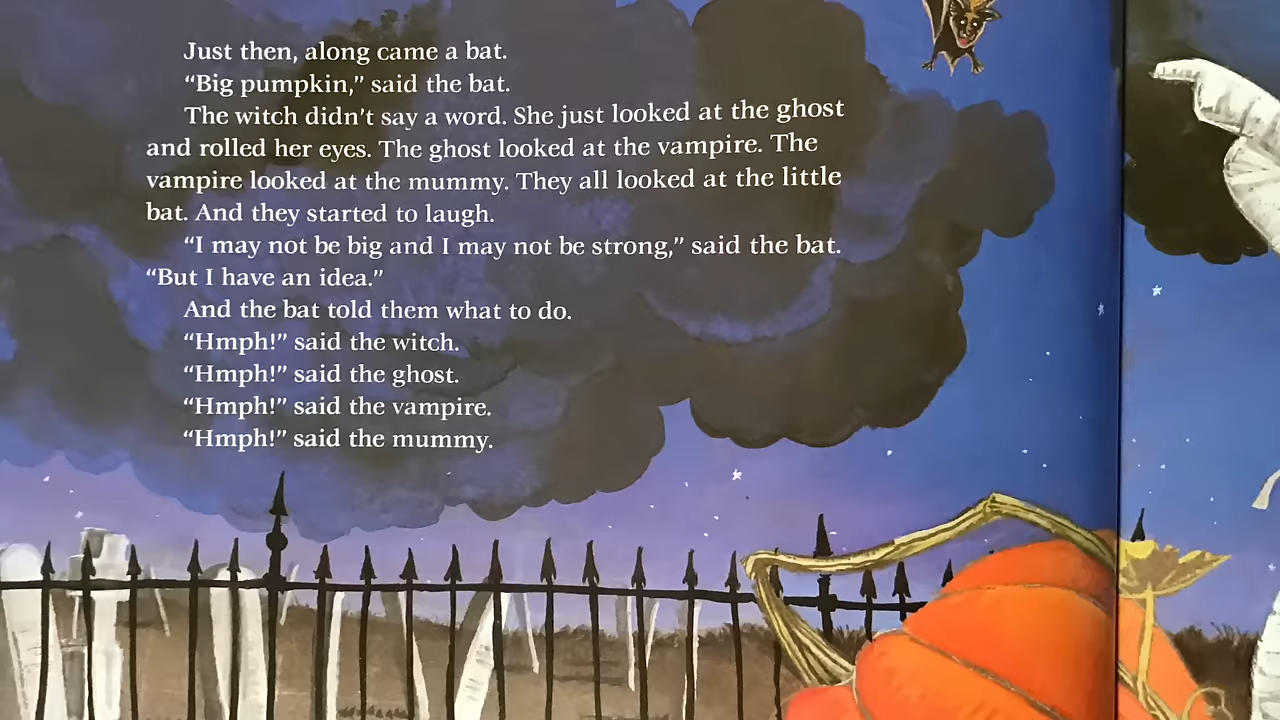 Just then, along came a bat.
“Big pumpkin,” said the bat.
The witch didn’t say a word. She just looked at the ghost
and rolled her eyes. The ghost looked at the vampire. The
vampire looked at the mummy. They all looked at the little
bat. And they started to laugh.
“I may not be big and I may not be strong,” said the bat.
“But I have an idea.”
And the bat told them what to do.
“Hmph!” said the witch.
“Hmph!” said the ghost.
“Hmph!” said the vampire.
“Hmph!” said the mummy.